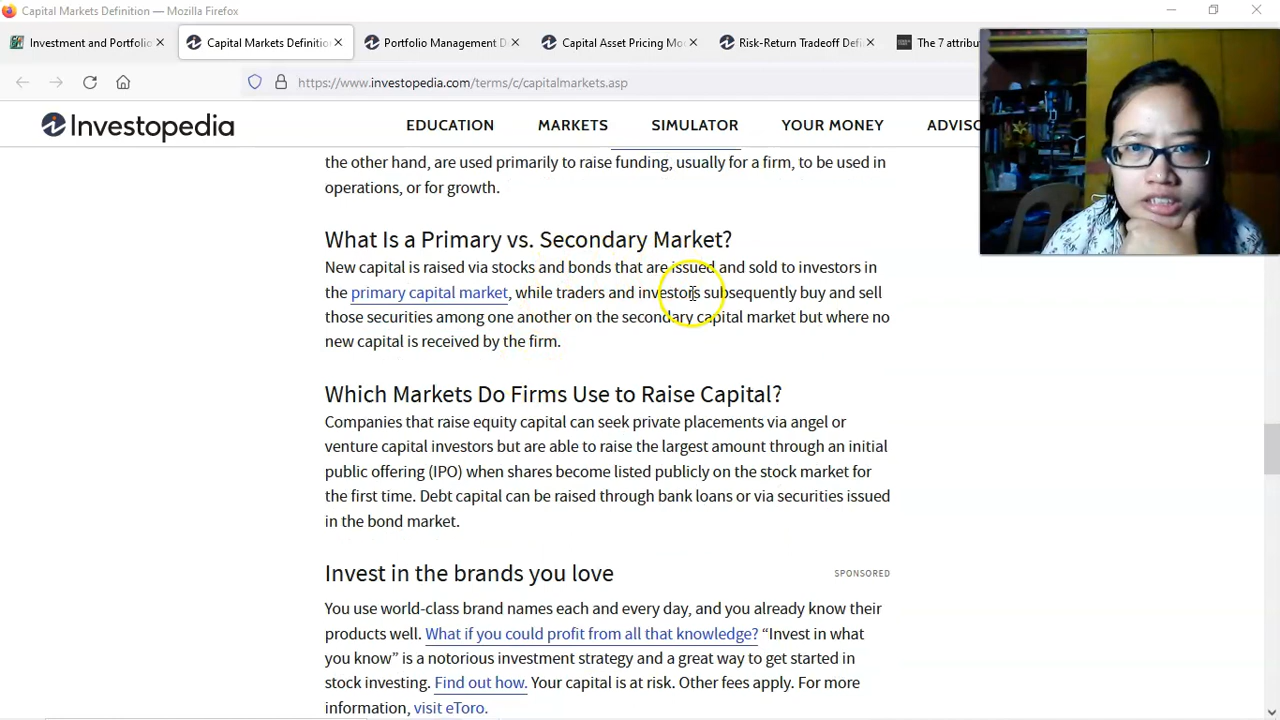 Capital Markets Definition — Mozilla Firefox
Investment and Portfolio
Capital Markets Definitio
Portfolio Management D
Capital Asset Pricing Mo
Risk-Return Tradeoff Defi
The 7 attribu
https://www.investopedia.com/terms/c/capitalmarkets.asp
Investopedia
EDUCATION MARKETS SIMULATOR YOUR MONEY ADVISO
the other hand, are used primarily to raise funding, usually for a firm, to be used in
operations, or for growth.
What Is a Primary vs. Secondary Market?
New capital is raised via stocks and bonds that are issued and sold to investors in
the primary capital market, while traders and investors subsequently buy and sell
those securities among one another on the secondary capital market but where no
new capital is received by the firm.
Which Markets Do Firms Use to Raise Capital?
Companies that raise equity capital can seek private placements via angel or
venture capital investors but are able to raise the largest amount through an initial
public offering (IPO) when shares become listed publicly on the stock market for
the first time. Debt capital can be raised through bank loans or via securities issued
in the bond market.
Invest in the brands you love
SPONSORED
You use world-class brand names each and every day, and you already know their
products well. What if you could profit from all that knowledge? “Invest in what
you know” is a notorious investment strategy and a great way to get started in
stock investing. Find out how. Your capital is at risk. Other fees apply. For more
information, visit eToro.